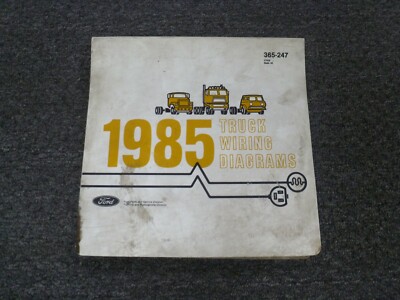 365-247
1985
TRUCK
WIRING
DIAGRAMS
Ford